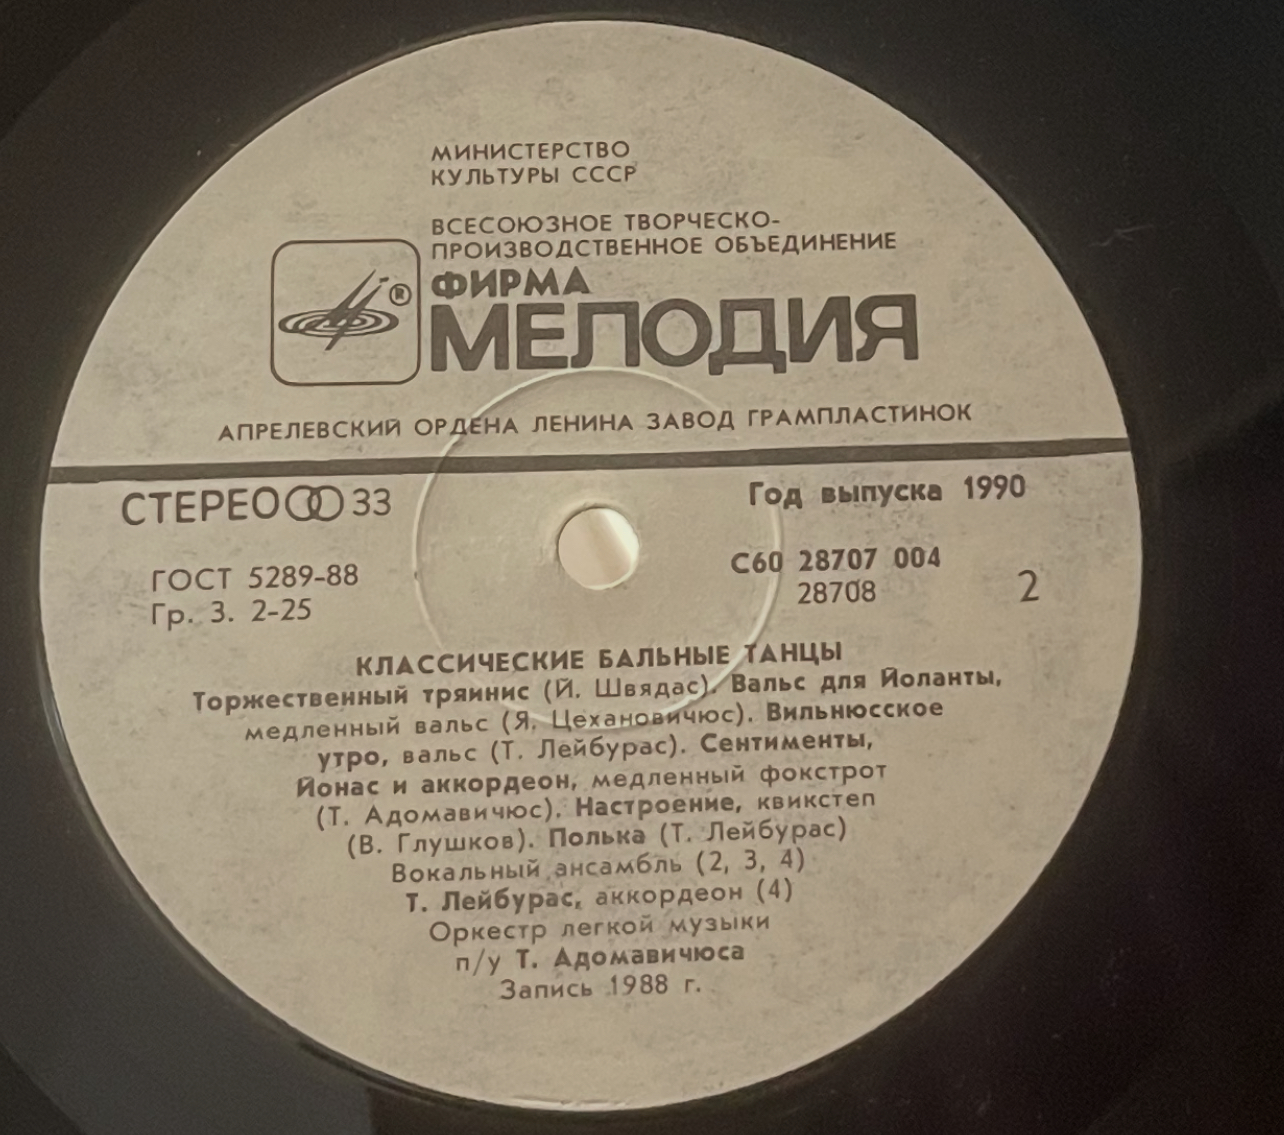 МИНИСТЕРСТВО
КУЛЬТУРЫ СССР
ВСЕСОЮЗНОЕ ТВОРЧЕСКО-
ПРОИЗВОДСТВЕННОЕ ОБЪЕДИНЕНИЕ
ФИРМА
®
МЕЛОДИЯ
АПРЕЛЕВСКИЙ ОРДЕНА ЛЕНИНА ЗАВОД ГРАМПЛАСТИНОК
СТЕРЕО 33
Год выпуска 1990
ГОСТ 5289-88
Гр. 3. 2-25
С60 28707 004
28708
2
КЛАССИЧЕСКИЕ БАЛЬНЫЕ ТАНЦЫ
Торжественный тряинис (Й. Швядас). Вальс для Йоланты,
медленный вальс (Я. Цехановичюс). Вильнюсское
утро, вальс (Т. Лейбурас). Сентименты,
Йонас и аккордеон, медленный фокстрот
(Т. Адомавичюс). Настроение, квикстеп
(В. Глушков). Полька (Т. Лейбурас)
Вокальный ансамбль (2, 3, 4)
Т. Лейбурас, аккордеон (4)
Оркестр легкой музыки
п/у Т. Адомавичюса
Запись 1988 г.